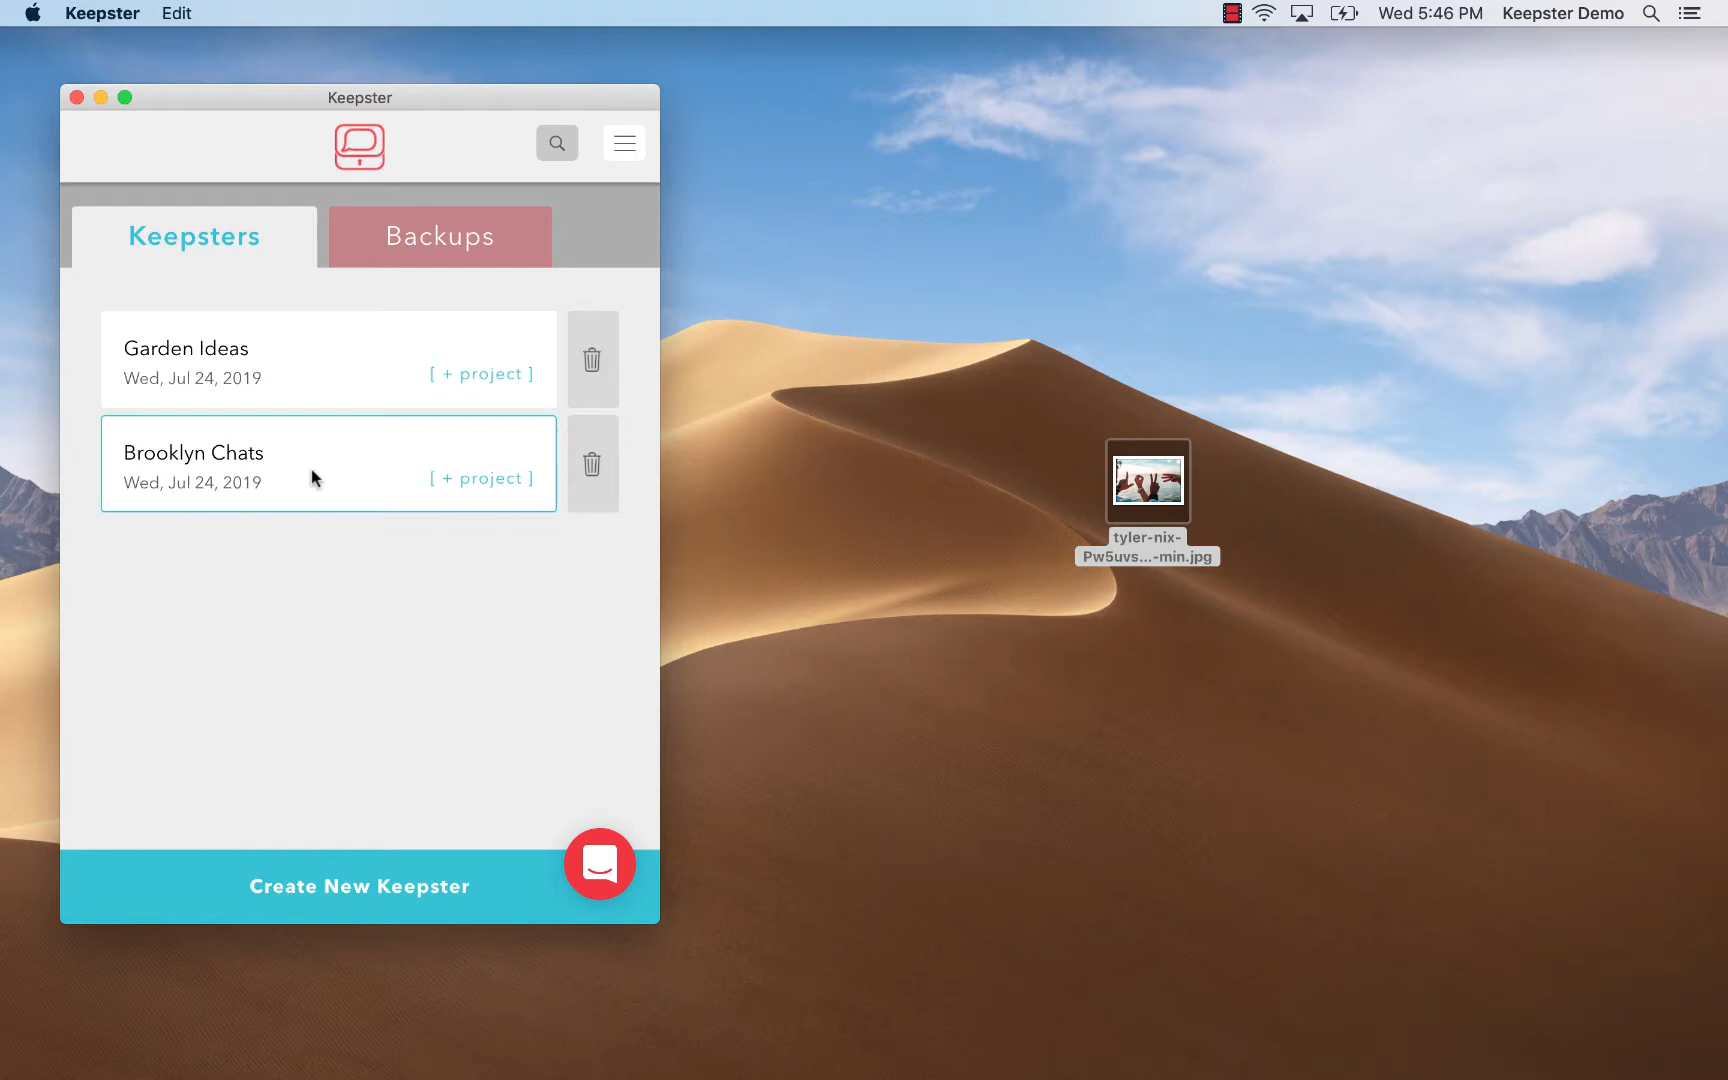 Keepster Edit Wed 5:46 PM Keepster Demo
Keepster
Keepsters Backups
Garden Ideas
Wed, Jul 24, 2019 [ + project ]
Brooklyn Chats
Wed, Jul 24, 2019 [ + project ]
tyler-nix-
Pw5uvs...-min.jpg
Create New Keepster